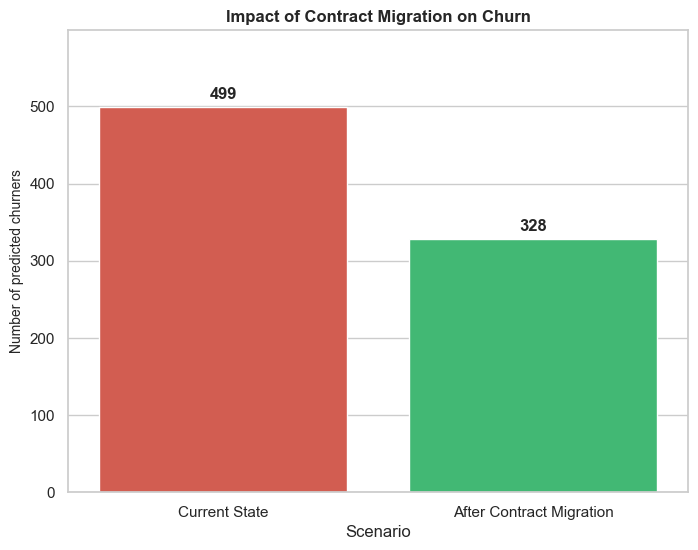 Impact of Contract Migration on Churn
Number of predicted churners
500
400
300
200
100
0
499
328
Current State
After Contract Migration
Scenario